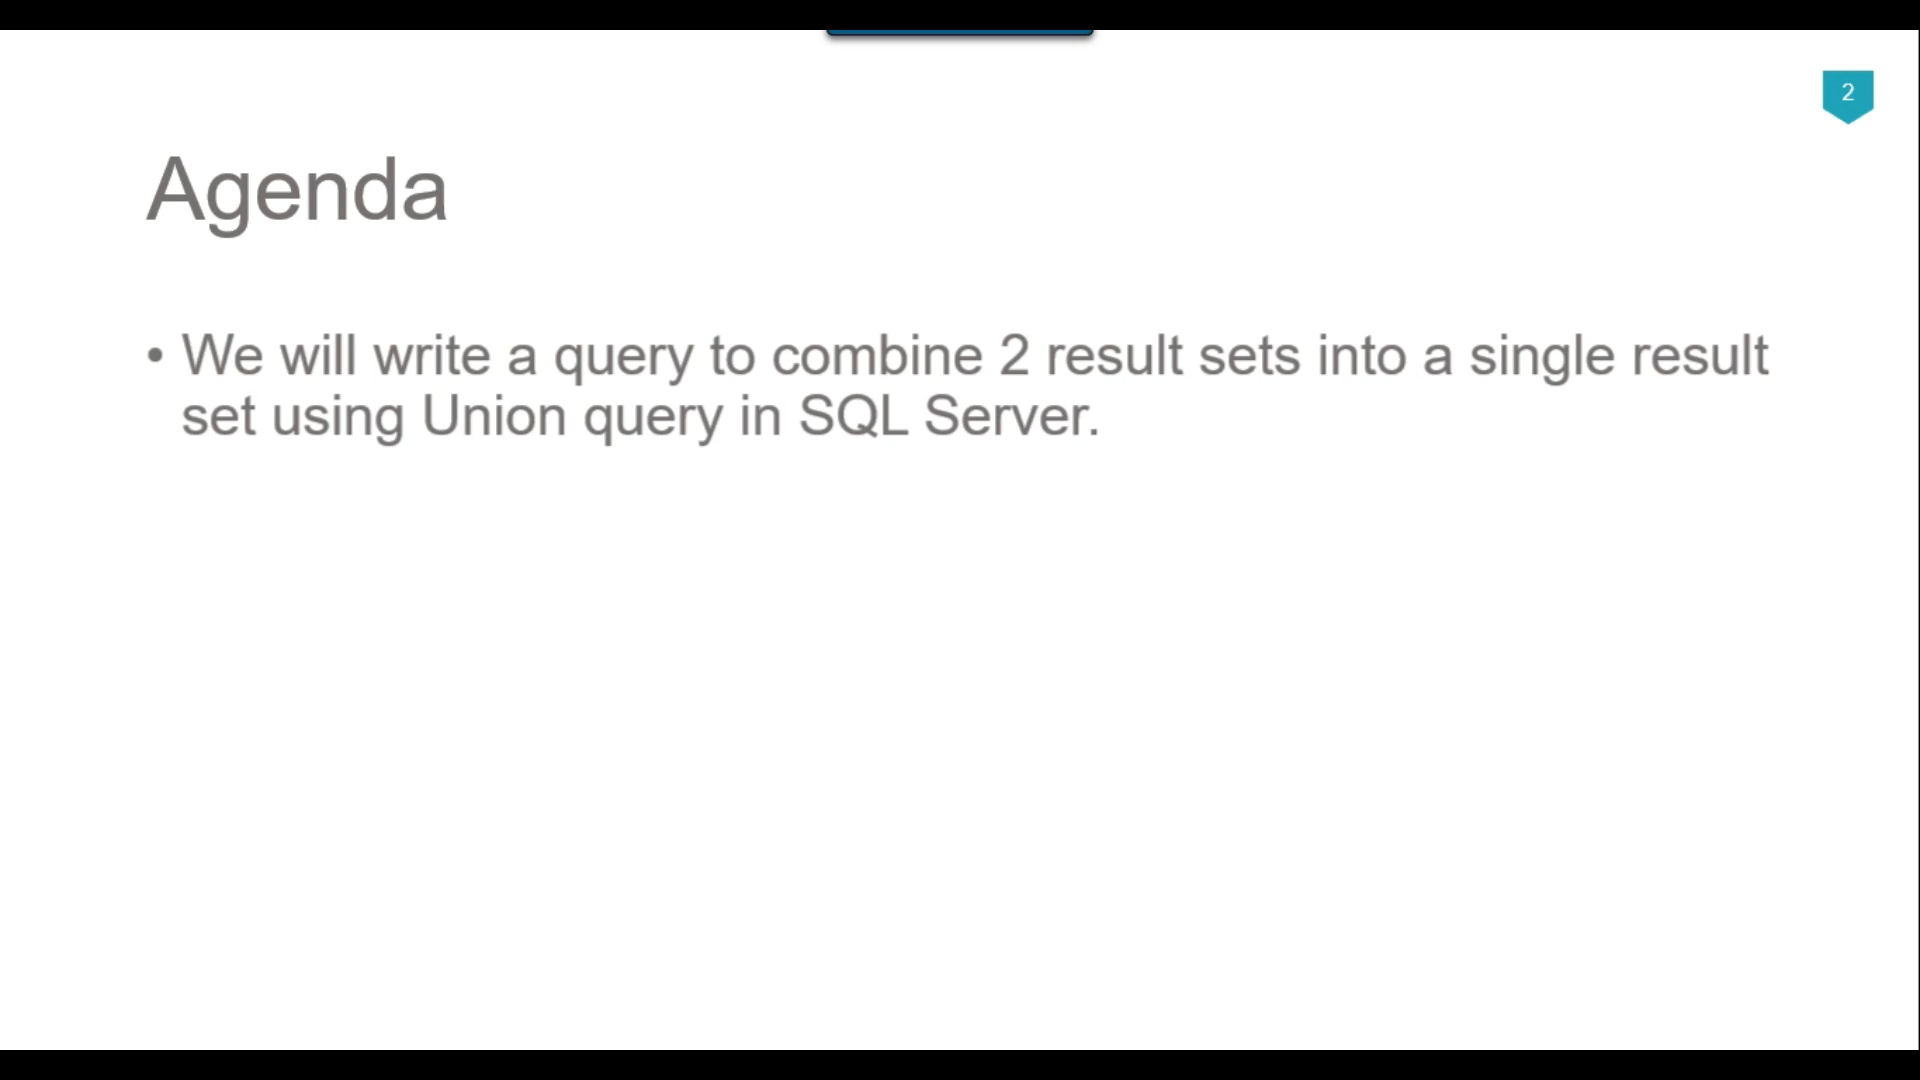 2
Agenda
• We will write a query to combine 2 result sets into a single result
set using Union query in SQL Server.